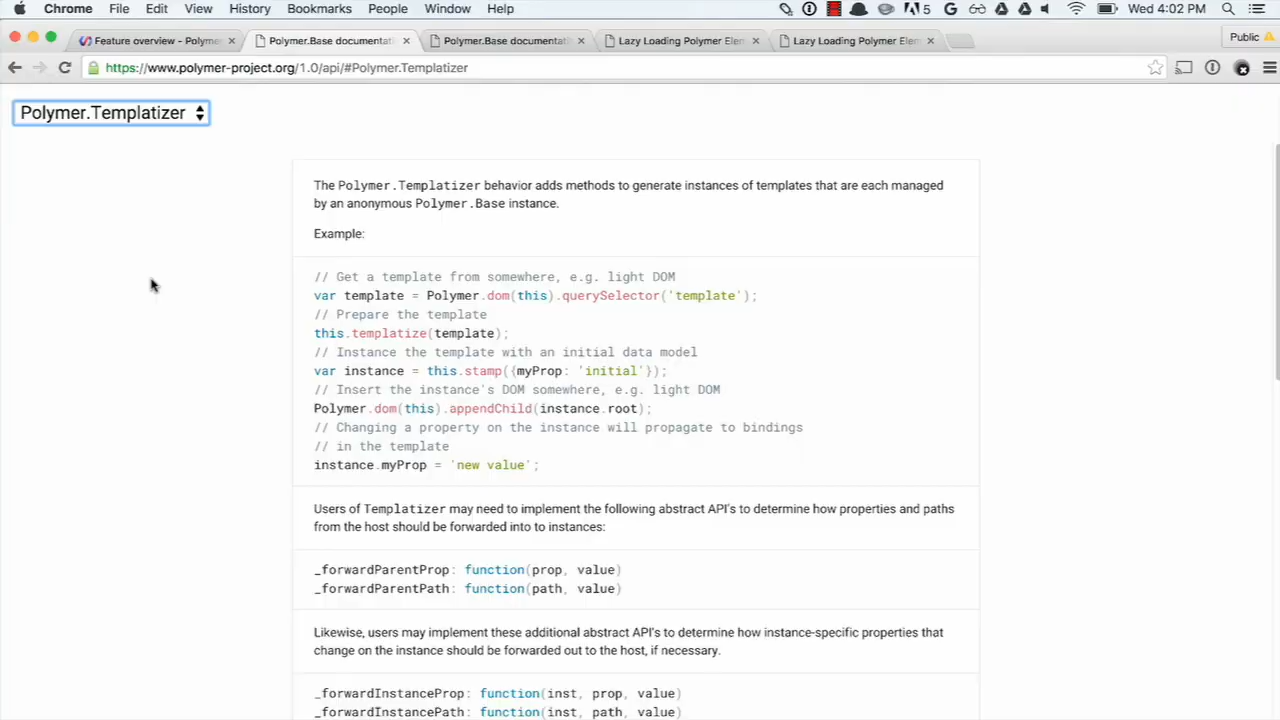 Chrome File Edit View History Bookmarks People Window Help 5 Wed 4:02 PM
Feature overview - Polyme Polymer.Base documentati Polymer.Base documentati Lazy Loading Polymer Elem Lazy Loading Polymer Elem Public
https://www.polymer-project.org/1.0/api/#Polymer.Templatizer
Polymer.Templatizer
The Polymer.Templatizer behavior adds methods to generate instances of templates that are each managed
by an anonymous Polymer.Base instance.
Example:
// Get a template from somewhere, e.g. light DOM
var template = Polymer.dom(this).querySelector('template');
// Prepare the template
this.templatize(template);
// Instance the template with an initial data model
var instance = this.stamp({myProp: 'initial'});
// Insert the instance's DOM somewhere, e.g. light DOM
Polymer.dom(this).appendChild(instance.root);
// Changing a property on the instance will propagate to bindings
// in the template
instance.myProp = 'new value';
Users of Templatizer may need to implement the following abstract API's to determine how properties and paths
from the host should be forwarded into to instances:
_forwardParentProp: function(prop, value)
_forwardParentPath: function(path, value)
Likewise, users may implement these additional abstract API's to determine how instance-specific properties that
change on the instance should be forwarded out to the host, if necessary.
_forwardInstanceProp: function(inst, prop, value)
_forwardInstancePath: function(inst, path, value)